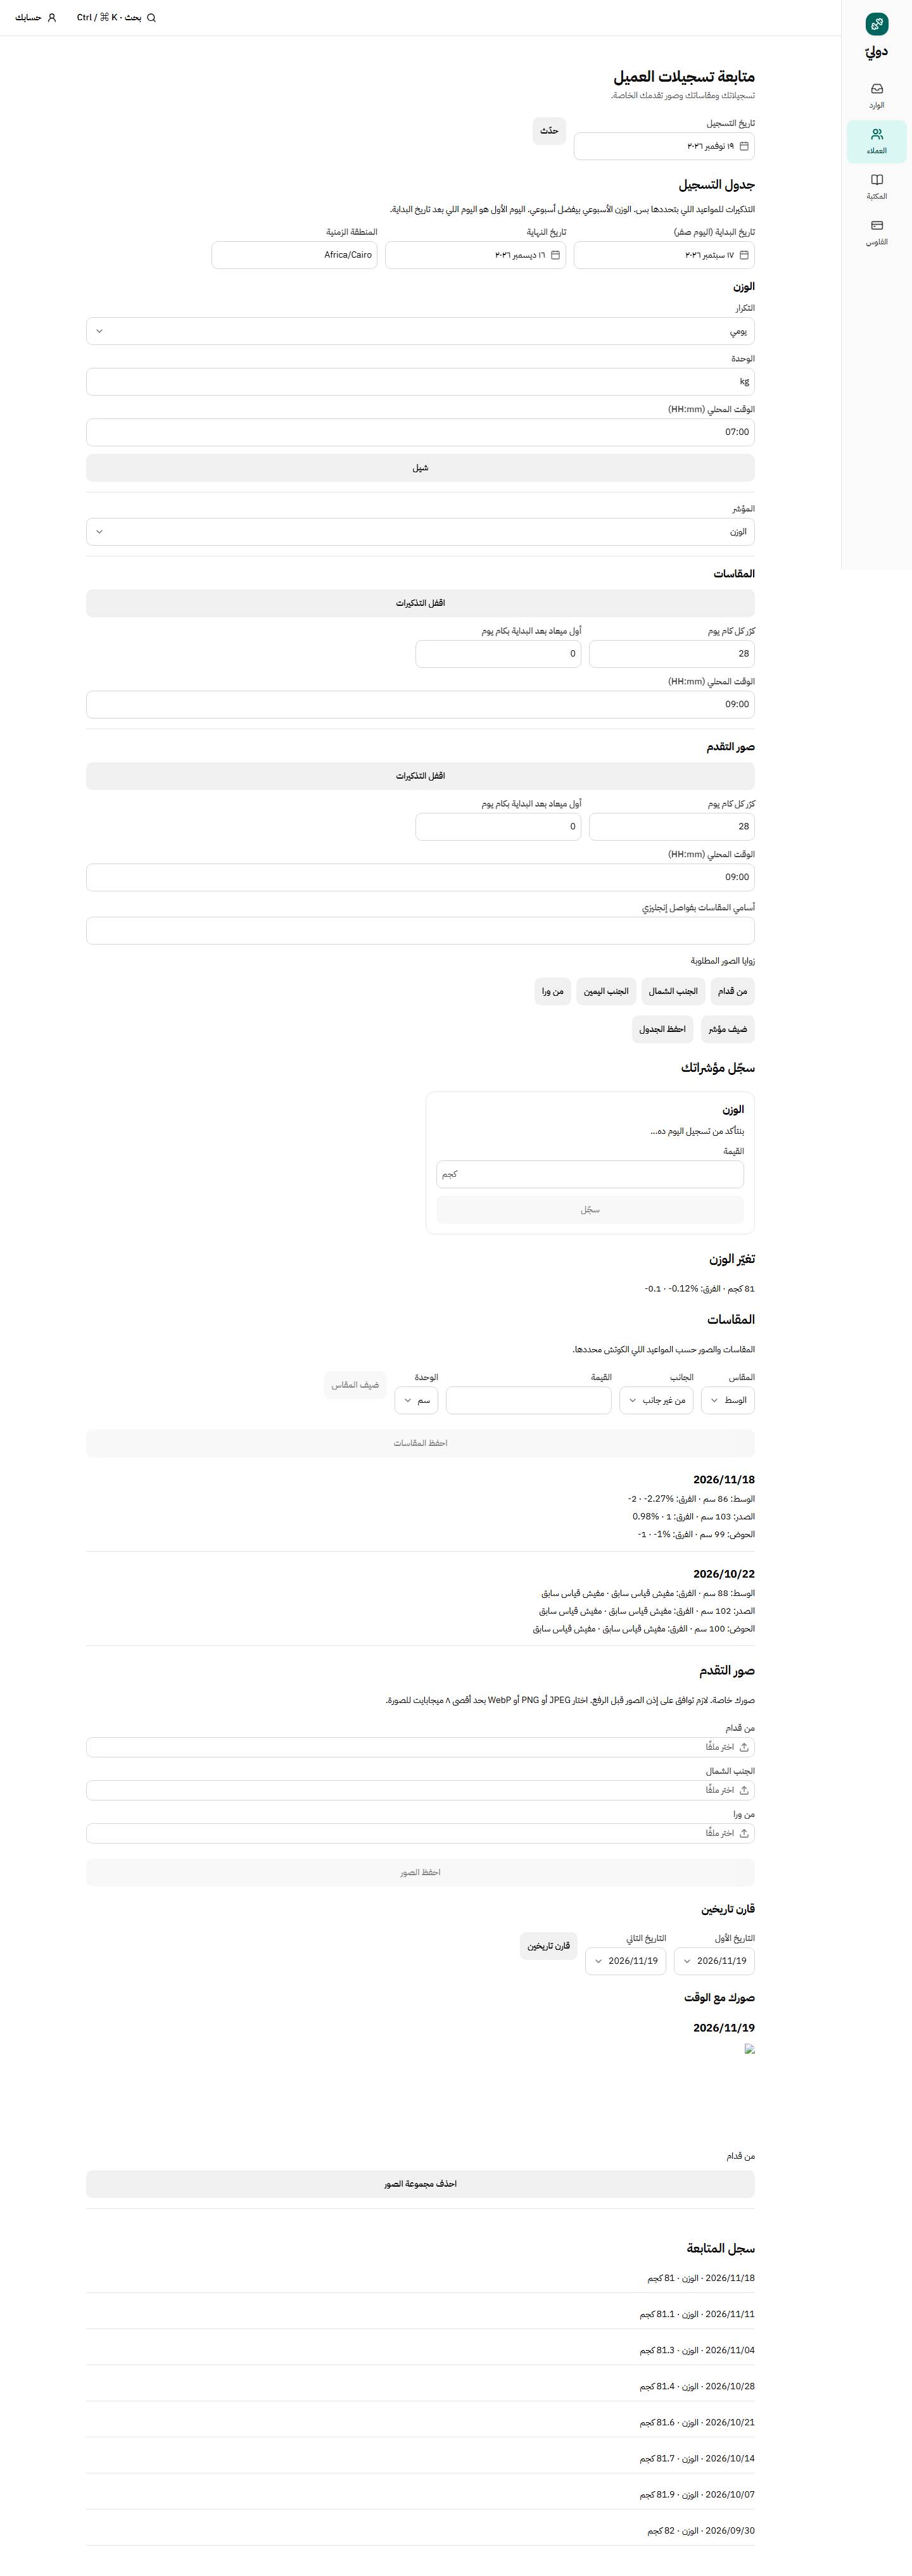 دوليّ
الوارد
العملاء
المكتبة
الفلوس
بحث · Ctrl / ⌘ K
حسابك
متابعة تسجيلات العميل
تسجيلاتك ومقاساتك وصور تقدمك الخاصة.
تاريخ التسجيل
١٩ نوفمبر ٢٠٢٦
حدّث
جدول التسجيل
التذكيرات للمواعيد اللي بتحددها بس. الوزن الأسبوعي بيفضل أسبوعي. اليوم الأول هو اليوم اللي بعد تاريخ البداية.
تاريخ البداية (اليوم صفر)
تاريخ النهاية
المنطقة الزمنية
١٧ سبتمبر ٢٠٢٦
١٦ ديسمبر ٢٠٢٦
Africa/Cairo
الوزن
التكرار
يومي
الوحدة
kg
الوقت المحلي (HH:mm)
07:00
شيل
المؤشر
الوزن
المقاسات
اقفل التذكيرات
كرّر كل كام يوم
أول ميعاد بعد البداية بكام يوم
28
0
الوقت المحلي (HH:mm)
09:00
صور التقدم
اقفل التذكيرات
كرّر كل كام يوم
أول ميعاد بعد البداية بكام يوم
28
0
الوقت المحلي (HH:mm)
09:00
أسامي المقاسات بفواصل إنجليزي
زوايا الصور المطلوبة
من قدام
الجنب الشمال
الجنب اليمين
من ورا
ضيف مؤشر
احفظ الجدول
سجّل مؤشراتك
الوزن
بنتأكد من تسجيل اليوم ده...
القيمة
كجم
سجّل
تغيّر الوزن
81 كجم · الفرق: 0.12%- · 0.1-
المقاسات
المقاسات والصور حسب المواعيد اللي الكوتش محددها.
المقاس
الجانب
القيمة
الوحدة
الوسط
من غير جانب
سم
ضيف المقاس
احفظ المقاسات
2026/11/18
الوسط: 86 سم · الفرق: 2.27%- · 2-
الصدر: 103 سم · الفرق: 1 · 0.98%
الحوض: 99 سم · الفرق: 1%- · 1-
2026/10/22
الوسط: 88 سم · الفرق: مفيش قياس سابق · مفيش قياس سابق
الصدر: 102 سم · الفرق: مفيش قياس سابق · مفيش قياس سابق
الحوض: 100 سم · الفرق: مفيش قياس سابق · مفيش قياس سابق
صور التقدم
صورك خاصة. لازم توافق على إذن الصور قبل الرفع. اختار JPEG أو PNG أو WebP بحد أقصى ٨ ميجابايت للصورة.
من قدام
اختر ملفًا
الجنب الشمال
اختر ملفًا
من ورا
اختر ملفًا
احفظ الصور
قارن تاريخين
التاريخ الأول
التاريخ التاني
2026/11/19
2026/11/19
قارن تاريخين
صورك مع الوقت
2026/11/19
من قدام
احذف مجموعة الصور
سجل المتابعة
2026/11/18 · الوزن · 81 كجم
2026/11/11 · الوزن · 81.1 كجم
2026/11/04 · الوزن · 81.3 كجم
2026/10/28 · الوزن · 81.4 كجم
2026/10/21 · الوزن · 81.6 كجم
2026/10/14 · الوزن · 81.7 كجم
2026/10/07 · الوزن · 81.9 كجم
2026/09/30 · الوزن · 82 كجم